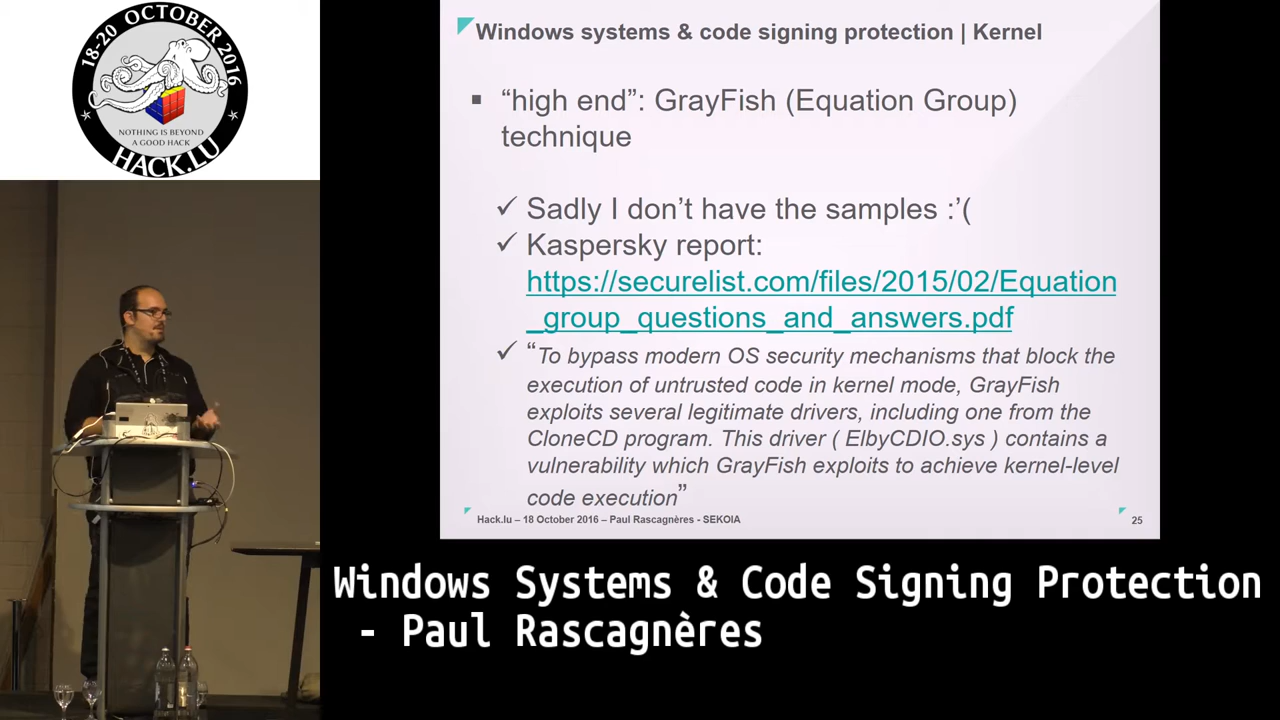 18-20 OCTOBER 2016
NOTHING IS BEYOND
A GOOD HACK
HACK.LU
Windows systems & code signing protection | Kernel
▪ “high end”: GrayFish (Equation Group)
technique
✓ Sadly I don’t have the samples :’(
✓ Kaspersky report:
https://securelist.com/files/2015/02/Equation
_group_questions_and_answers.pdf
✓ “To bypass modern OS security mechanisms that block the
execution of untrusted code in kernel mode, GrayFish
exploits several legitimate drivers, including one from the
CloneCD program. This driver ( ElbyCDIO.sys ) contains a
vulnerability which GrayFish exploits to achieve kernel-level
code execution”
Hack.lu – 18 October 2016 – Paul Rascagnères - SEKOIA
25
Windows Systems & Code Signing Protection
- Paul Rascagnères